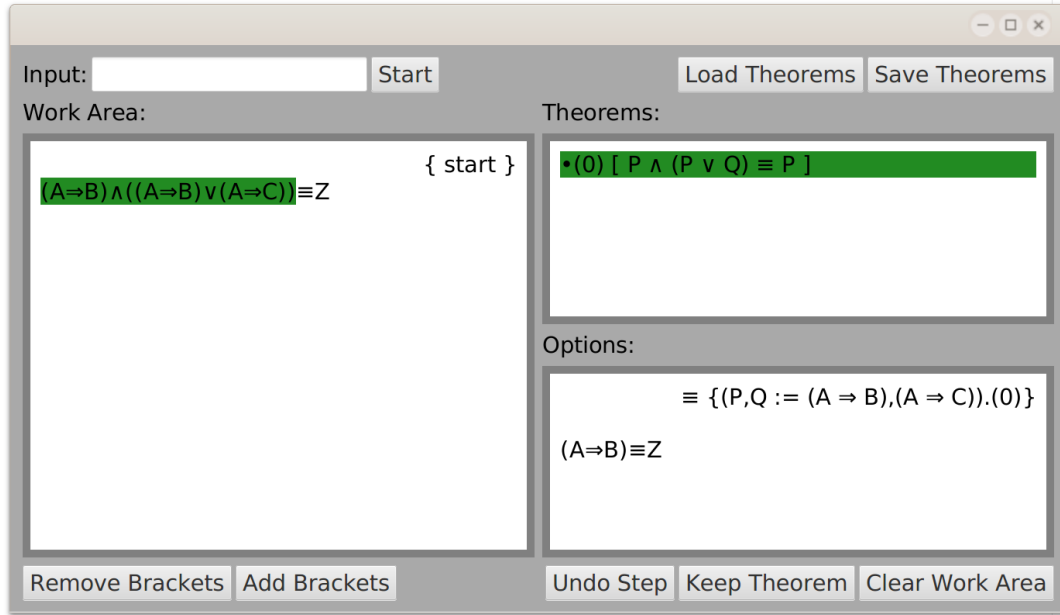 Input: Start Load Theorems Save Theorems
Work Area:
{ start }
(A⇒B)∧((A⇒B)∨(A⇒C))≡Z
Theorems:
•(0) [ P ∧ (P ∨ Q) ≡ P ]
Options:
≡ {(P,Q := (A ⇒ B),(A ⇒ C)).(0)}
(A⇒B)≡Z
Remove Brackets Add Brackets Undo Step Keep Theorem Clear Work Area